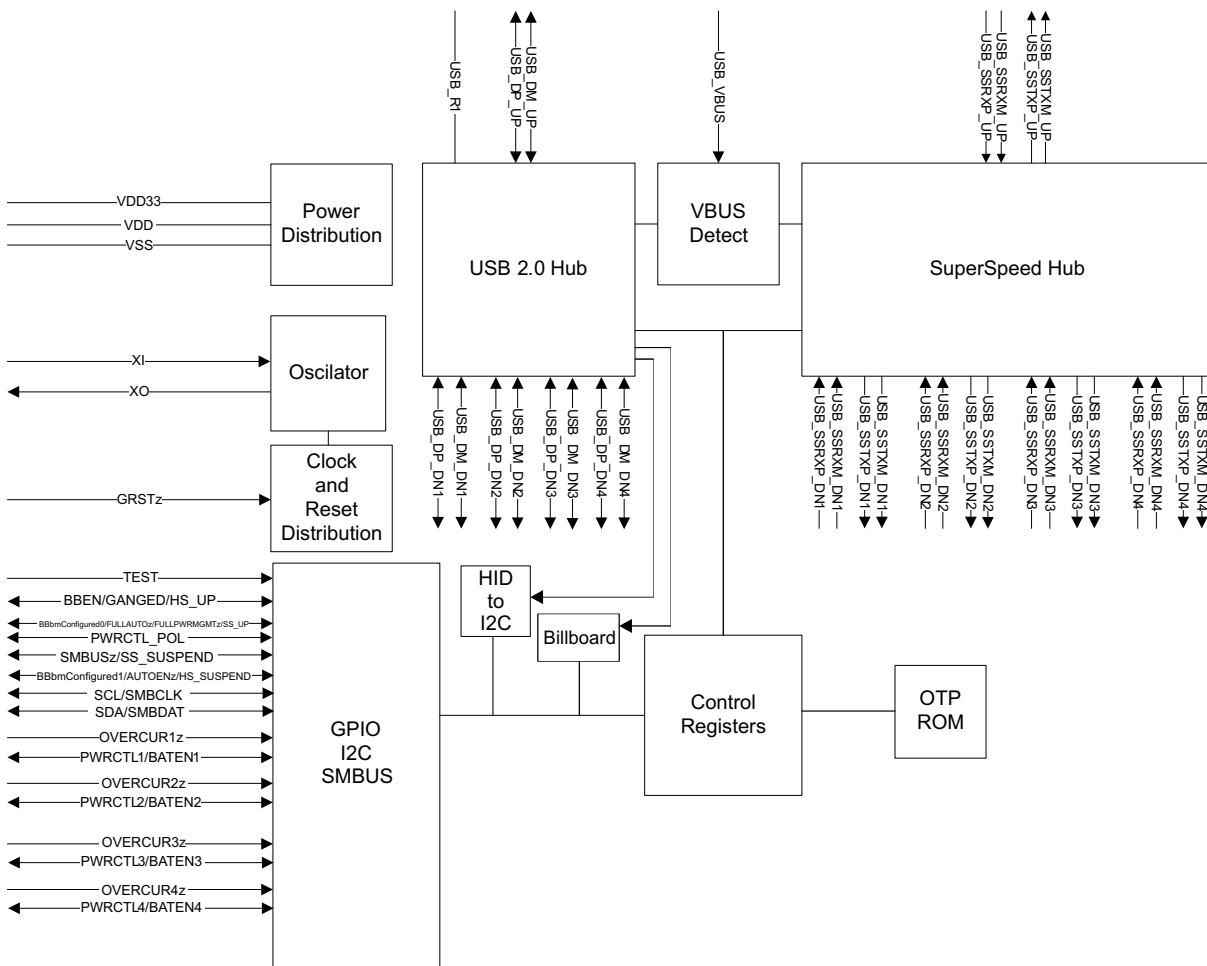 USB_R1
USB_DP_UP
USB_DM_UP
USB_VBUS
USB_SSRXP_UP
USB_SSRXM_UP
USB_SSTXP_UP
USB_SSTXM_UP
VDD33
VDD
VSS
Power
Distribution
USB 2.0 Hub
VBUS
Detect
SuperSpeed Hub
XI
XO
Oscilator
GRSTz
Clock
and
Reset
Distribution
USB_DP_DN1
USB_DM_DN1
USB_DP_DN2
USB_DM_DN2
USB_DP_DN3
USB_DM_DN3
USB_DP_DN4
USB_DM_DN4
USB_SSRXP_DN1
USB_SSRXM_DN1
USB_SSTXP_DN1
USB_SSTXM_DN1
USB_SSRXP_DN2
USB_SSRXM_DN2
USB_SSTXP_DN2
USB_SSTXM_DN2
USB_SSRXP_DN3
USB_SSRXM_DN3
USB_SSTXP_DN3
USB_SSTXM_DN3
USB_SSRXP_DN4
USB_SSRXM_DN4
USB_SSTXP_DN4
USB_SSTXM_DN4
TEST
BBEN/GANGED/HS_UP
BBbmConfigured0/FULLAUTOz/FULLPWRMGMTz/SS_UP
PWRCTL_POL
SMBUSz/SS_SUSPEND
BBbmConfigured1/AUTOENz/HS_SUSPEND
SCL/SMBCLK
SDA/SMBDAT
OVERCUR1z
PWRCTL1/BATEN1
OVERCUR2z
PWRCTL2/BATEN2
OVERCUR3z
PWRCTL3/BATEN3
OVERCUR4z
PWRCTL4/BATEN4
GPIO
I2C
SMBUS
HID
to
I2C
Billboard
Control
Registers
OTP
ROM